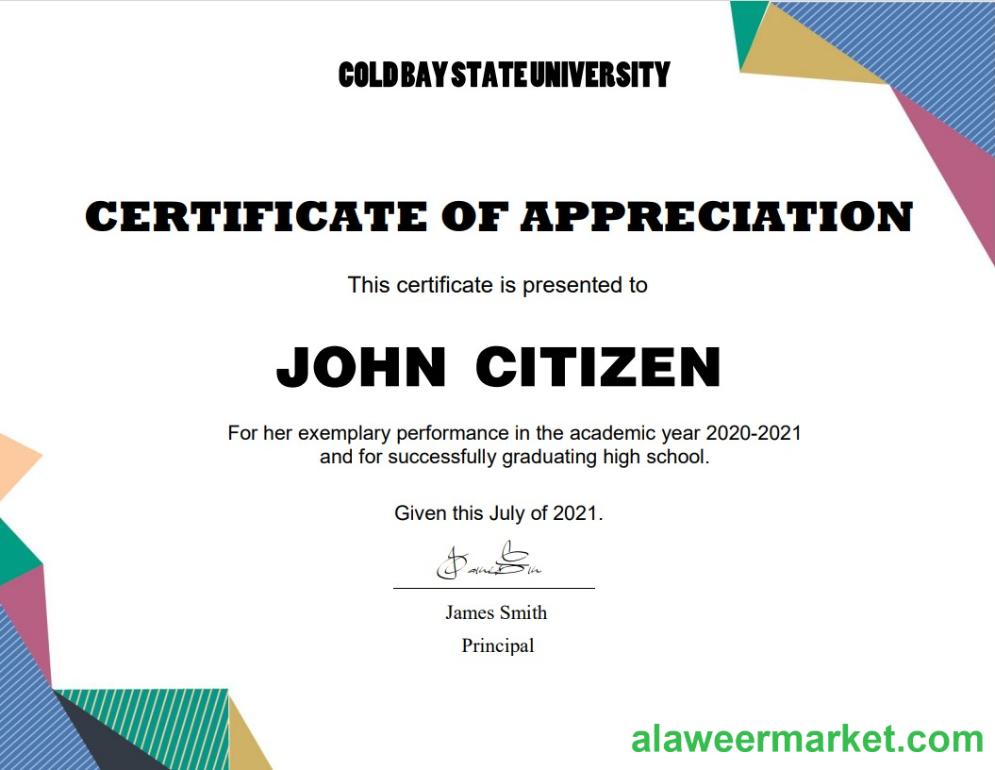 COLD BAY STATE UNIVERSITY
CERTIFICATE OF APPRECIATION
This certificate is presented to
JOHN CITIZEN
For her exemplary performance in the academic year 2020-2021
and for successfully graduating high school.
Given this July of 2021.
James Smith
Principal
alaweermarket.com